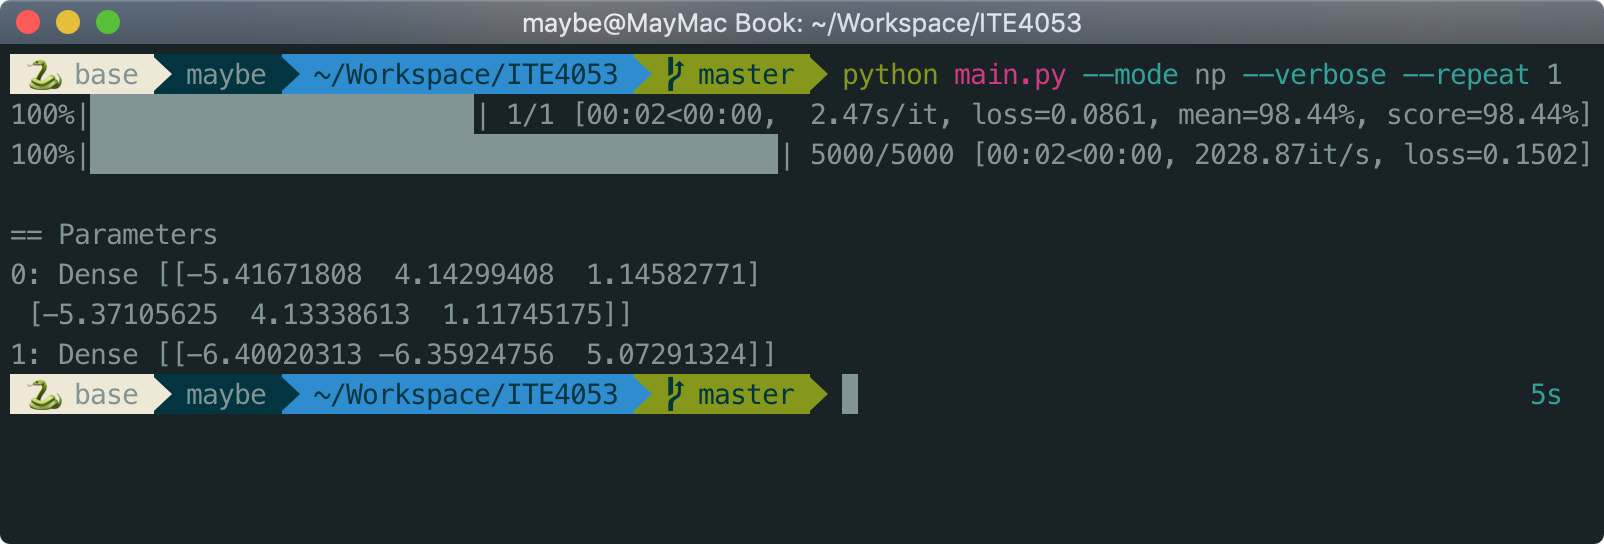 maybe@MayMac Book: ~/Workspace/ITE4053
base maybe ~/Workspace/ITE4053 master python main.py --mode np --verbose --repeat 1
100%| | 1/1 [00:02<00:00,  2.47s/it, loss=0.0861, mean=98.44%, score=98.44%]
100%| | 5000/5000 [00:02<00:00, 2028.87it/s, loss=0.1502]
== Parameters
0: Dense [[-5.41671808  4.14299408  1.14582771]
 [-5.37105625  4.13338613  1.11745175]]
1: Dense [[-6.40020313 -6.35924756  5.07291324]]
base maybe ~/Workspace/ITE4053 master 5s